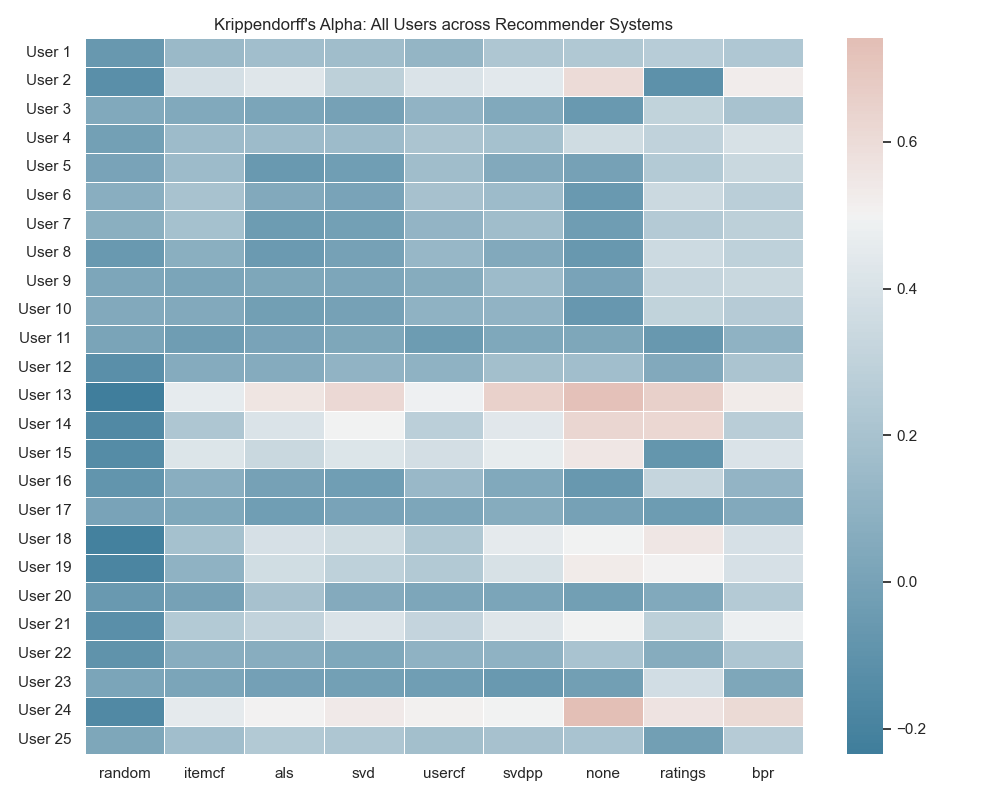 Krippendorff's Alpha: All Users across Recommender Systems
User 1
User 2
User 3
User 4
User 5
User 6
User 7
User 8
User 9
User 10
User 11
User 12
User 13
User 14
User 15
User 16
User 17
User 18
User 19
User 20
User 21
User 22
User 23
User 24
User 25
random itemcf als svd usercf svdpp none ratings bpr
0.6
0.4
0.2
0.0
−0.2